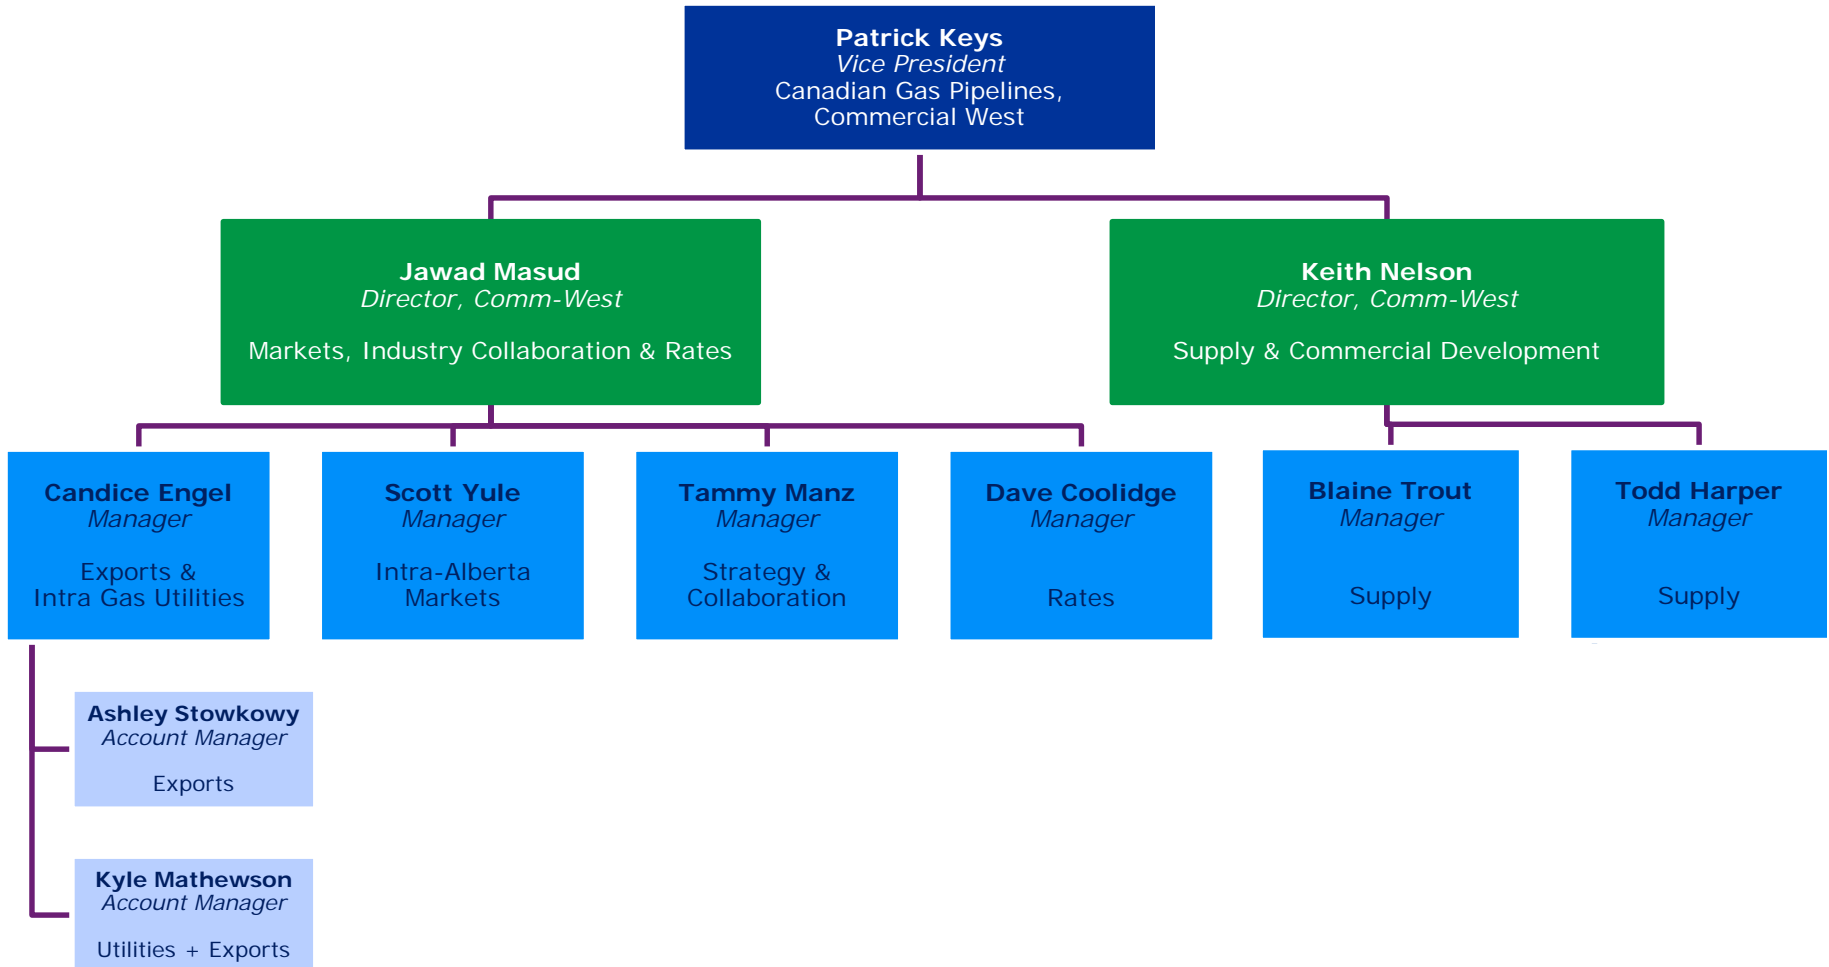 Patrick Keys
Vice President
Canadian Gas Pipelines,
Commercial West
Jawad Masud
Director, Comm-West
Markets, Industry Collaboration & Rates
Keith Nelson
Director, Comm-West
Supply & Commercial Development
Candice Engel
Manager
Exports &
Intra Gas Utilities
Scott Yule
Manager
Intra-Alberta
Markets
Tammy Manz
Manager
Strategy &
Collaboration
Dave Coolidge
Manager
Rates
Blaine Trout
Manager
Supply
Todd Harper
Manager
Supply
Ashley Stowkowy
Account Manager
Exports
Kyle Mathewson
Account Manager
Utilities + Exports